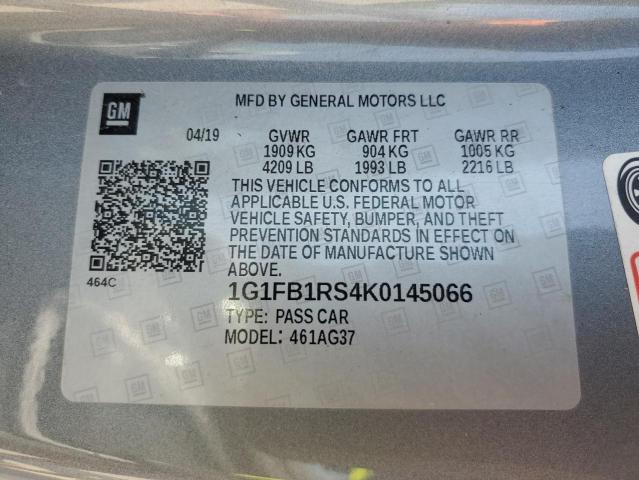 GM
MFD BY GENERAL MOTORS LLC
04/19 GVWR GAWR FRT GAWR RR
1909 KG 904 KG 1005 KG
4209 LB 1993 LB 2216 LB
THIS VEHICLE CONFORMS TO ALL
APPLICABLE U.S. FEDERAL MOTOR
VEHICLE SAFETY, BUMPER, AND THEFT
PREVENTION STANDARDS IN EFFECT ON
THE DATE OF MANUFACTURE SHOWN
ABOVE.
464C
1G1FB1RS4K0145066
TYPE: PASS CAR
MODEL: 461AG37